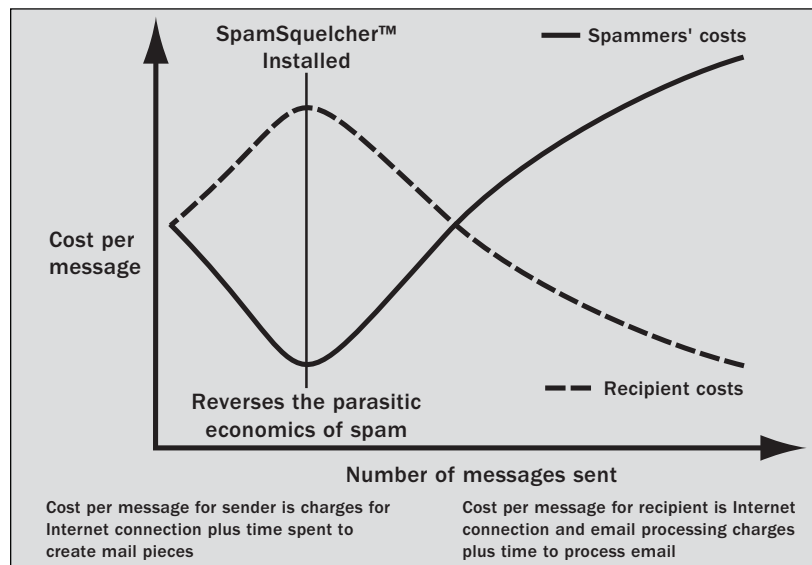 SpamSquelcher™
Installed
Spammers' costs
Cost per
message
Recipient costs
Reverses the parasitic
economics of spam
Number of messages sent
Cost per message for sender is charges for
Internet connection plus time spent to
create mail pieces
Cost per message for recipient is Internet
connection and email processing charges
plus time to process email